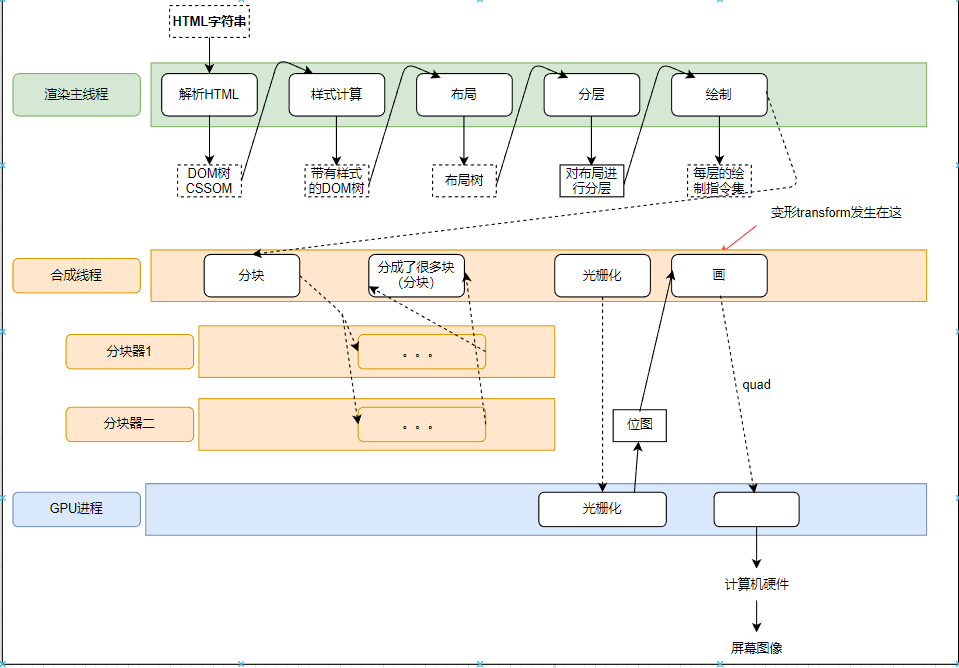 HTML字符串
渲染主线程
解析HTML
样式计算
布局
分层
绘制
DOM树
CSSOM
带有样式
的DOM树
布局树
对布局进
行分层
每层的绘
制指令集
变形transform发生在这
合成线程
分块
分成了很多块
（分块）
光栅化
画
分块器1
。。。
quad
分块器二
。。。
位图
GPU进程
光栅化
计算机硬件
屏幕图像